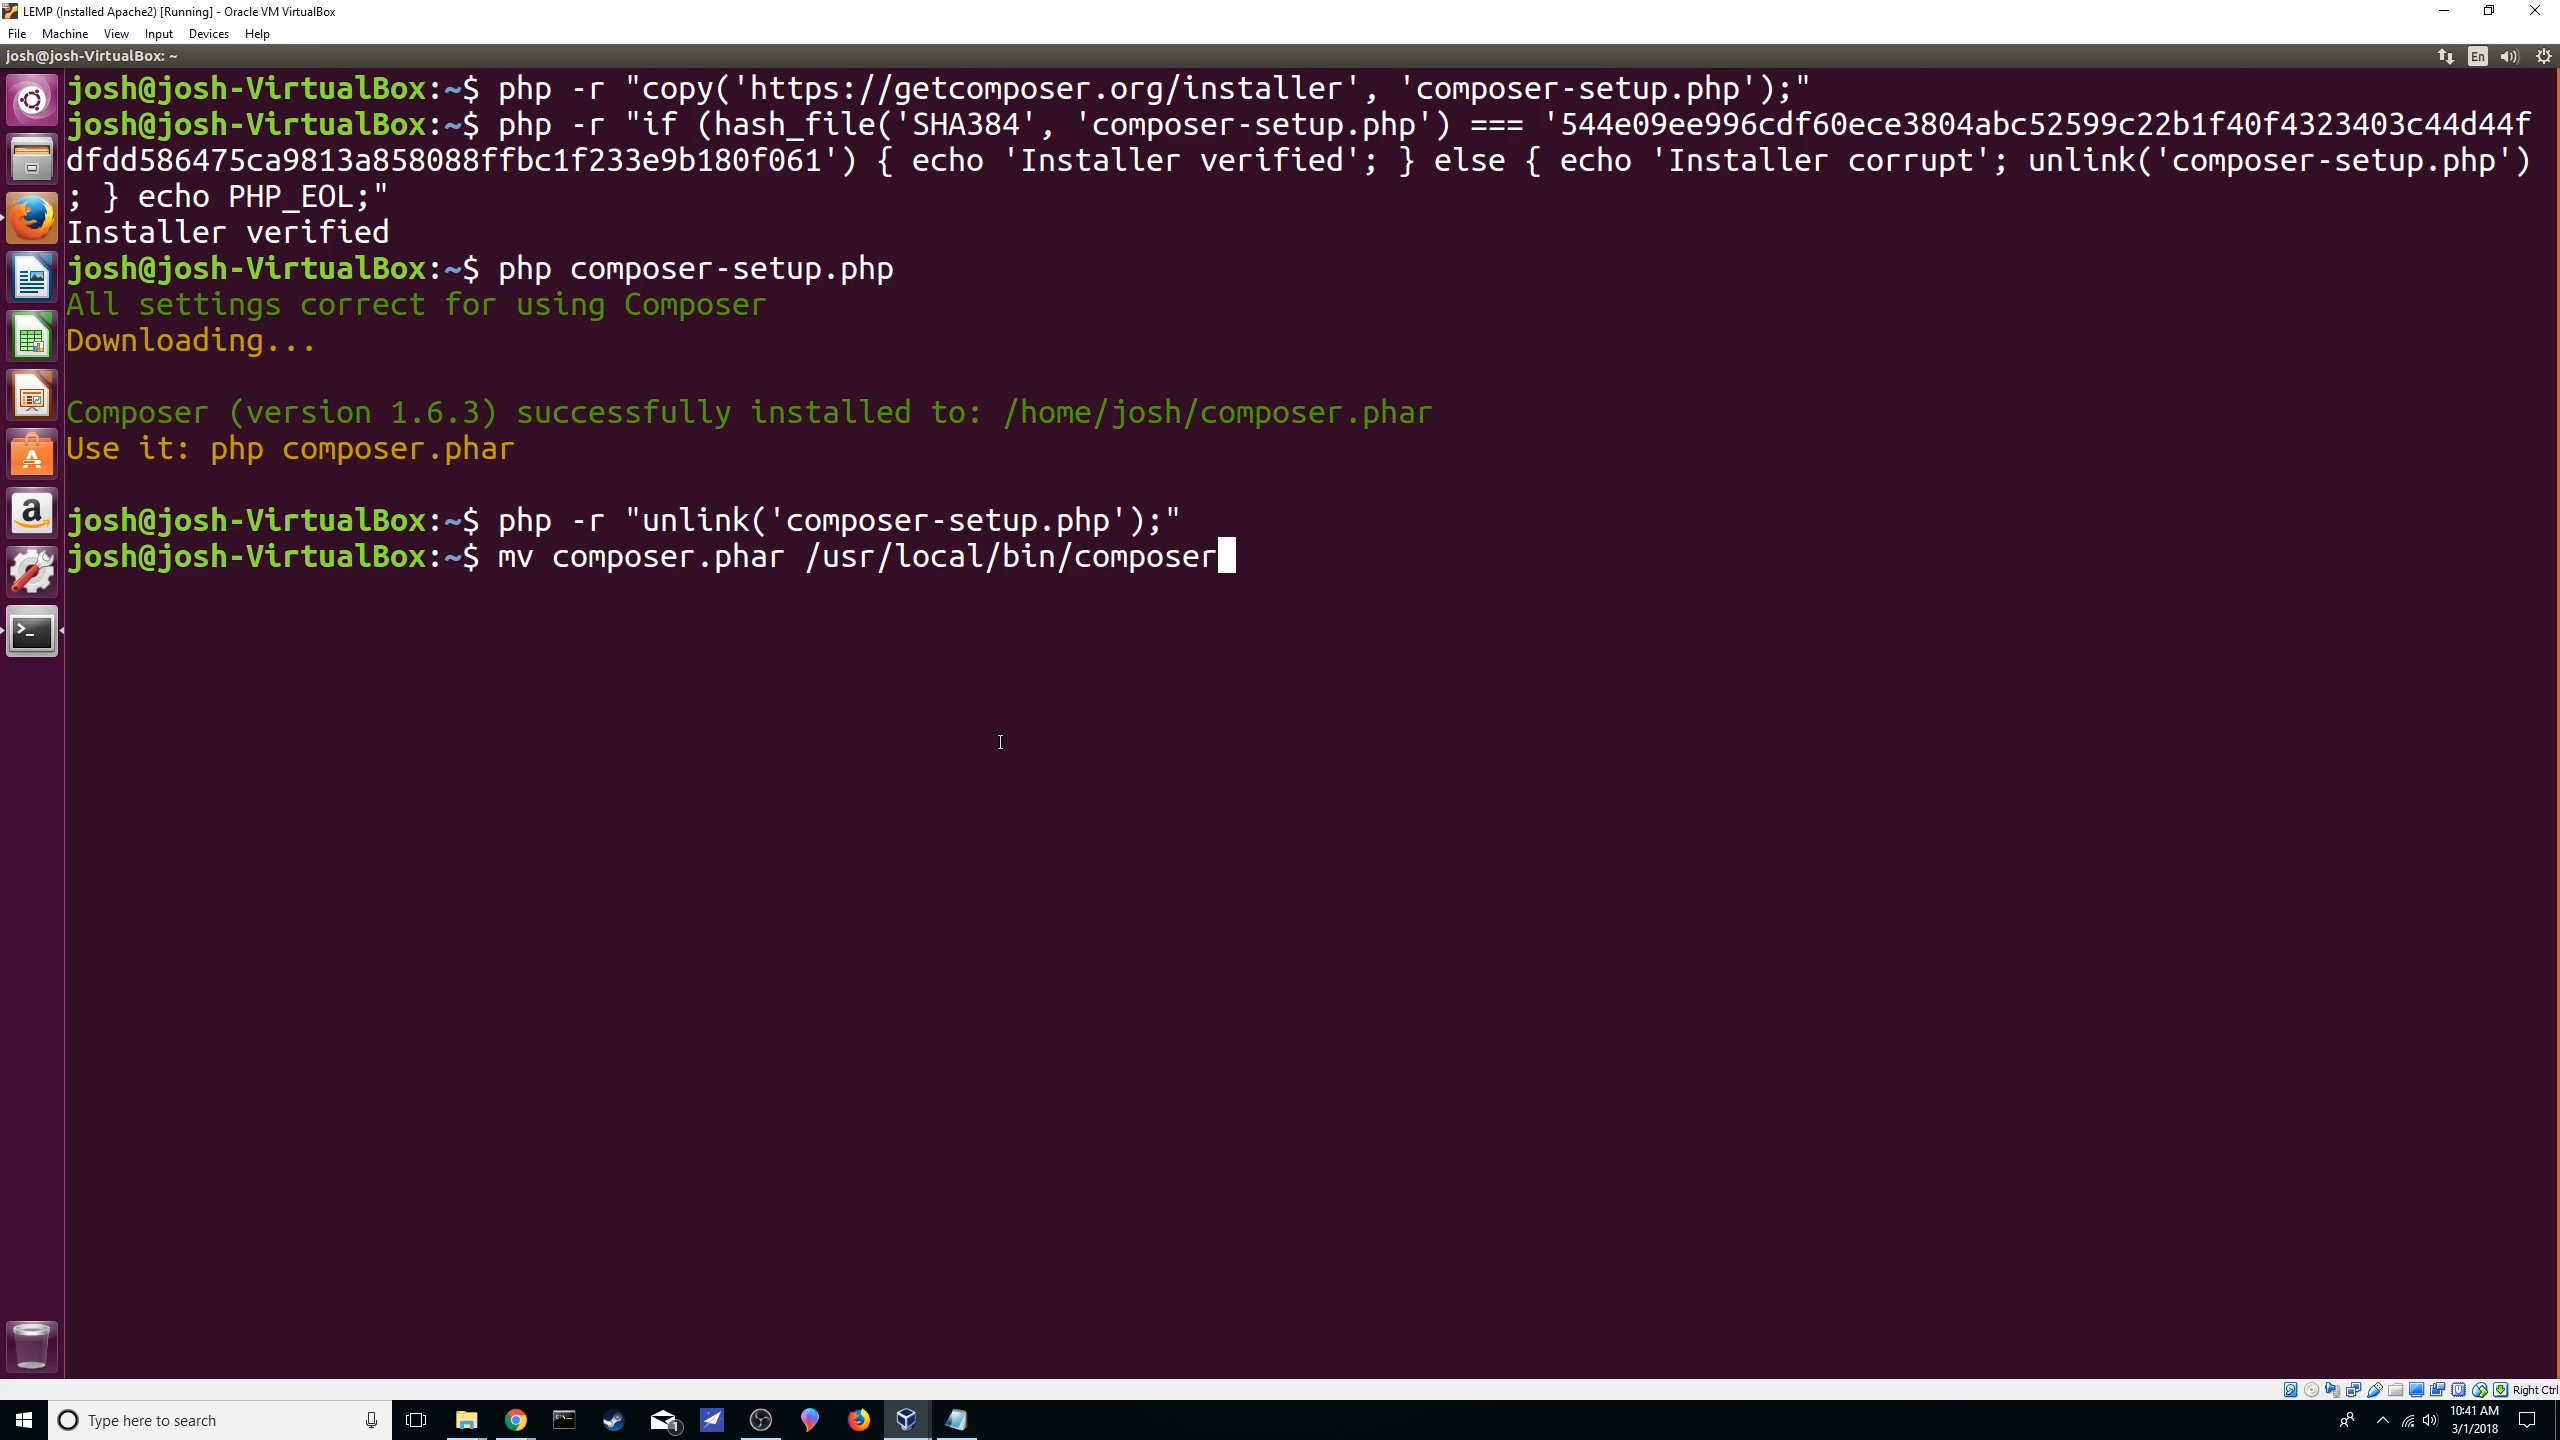 LEMP (Installed Apache2) [Running] - Oracle VM VirtualBox
File Machine View Input Devices Help
josh@josh-VirtualBox: ~
En
josh@josh-VirtualBox:~$ php -r "copy('https://getcomposer.org/installer', 'composer-setup.php');"
josh@josh-VirtualBox:~$ php -r "if (hash_file('SHA384', 'composer-setup.php') === '544e09ee996cdf60ece3804abc52599c22b1f40f4323403c44d44f
dfdd586475ca9813a858088ffbc1f233e9b180f061') { echo 'Installer verified'; } else { echo 'Installer corrupt'; unlink('composer-setup.php')
; } echo PHP_EOL;"
Installer verified
josh@josh-VirtualBox:~$ php composer-setup.php
All settings correct for using Composer
Downloading...
Composer (version 1.6.3) successfully installed to: /home/josh/composer.phar
Use it: php composer.phar
josh@josh-VirtualBox:~$ php -r "unlink('composer-setup.php');"
josh@josh-VirtualBox:~$ mv composer.phar /usr/local/bin/composer
Right Ctrl
Type here to search
1
10:41 AM
3/1/2018